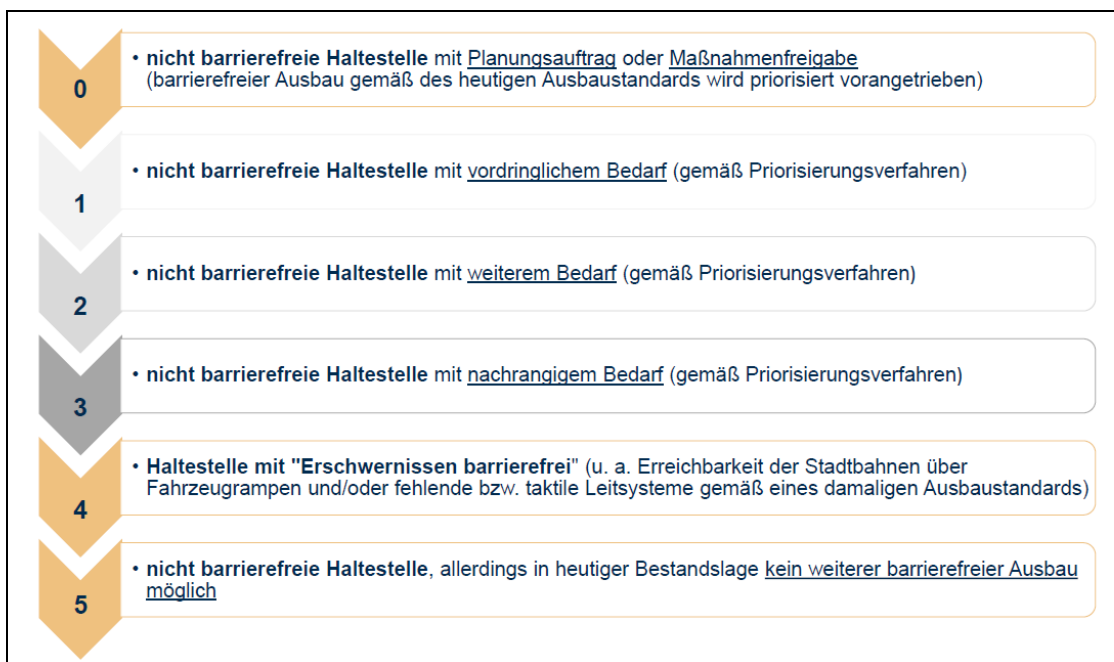 0
• nicht barrierefreie Haltestelle mit Planungsauftrag oder Maßnahmenfreigabe
(barrierefreier Ausbau gemäß des heutigen Ausbaustandards wird priorisiert vorangetrieben)
1
• nicht barrierefreie Haltestelle mit vordringlichem Bedarf (gemäß Priorisierungsverfahren)
2
• nicht barrierefreie Haltestelle mit weiterem Bedarf (gemäß Priorisierungsverfahren)
3
• nicht barrierefreie Haltestelle mit nachrangigem Bedarf (gemäß Priorisierungsverfahren)
4
• Haltestelle mit "Erschwernissen barrierefrei" (u. a. Erreichbarkeit der Stadtbahnen über
Fahrzeugrampen und/oder fehlende bzw. taktile Leitsysteme gemäß eines damaligen Ausbaustandards)
5
• nicht barrierefreie Haltestelle, allerdings in heutiger Bestandslage kein weiterer barrierefreier Ausbau
möglich